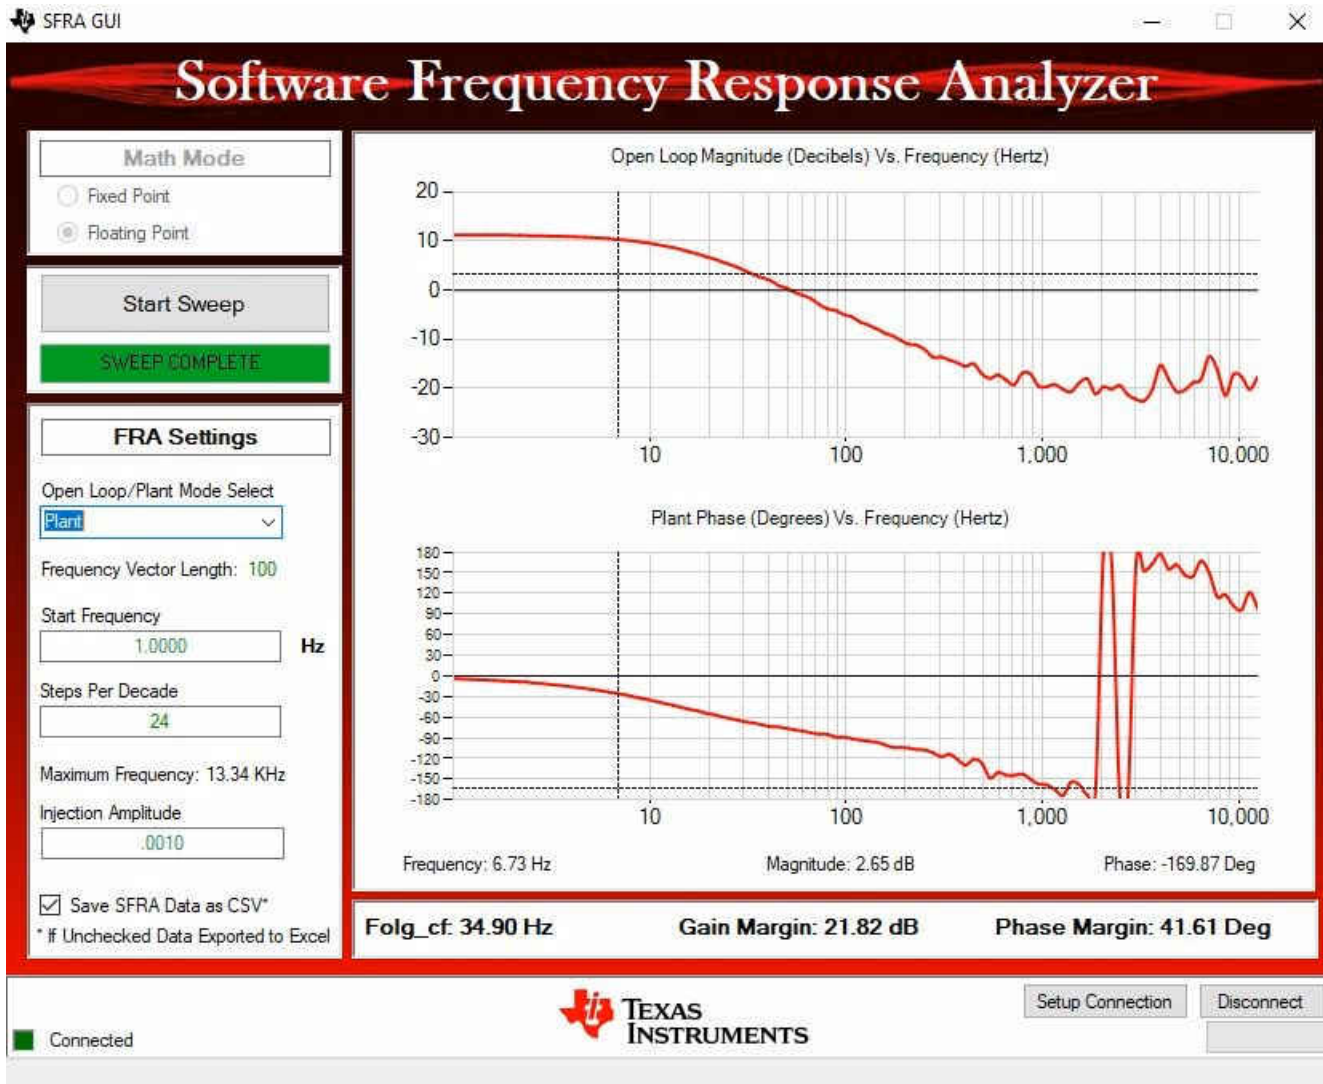 SFRA GUI
Software Frequency Response Analyzer
Math Mode
Fixed Point
Floating Point
Start Sweep
SWEEP COMPLETE
FRA Settings
Open Loop/Plant Mode Select
Plant
Frequency Vector Length: 100
Start Frequency
1.0000 Hz
Steps Per Decade
24
Maximum Frequency: 13.34 KHz
Injection Amplitude
.0010
Save SFRA Data as CSV*
* If Unchecked Data Exported to Excel
Open Loop Magnitude (Decibels) Vs. Frequency (Hertz)
20
10
0
-10
-20
-30
10 100 1,000 10,000
Plant Phase (Degrees) Vs. Frequency (Hertz)
180
150
120
90
60
30
0
-30
-60
-90
-120
-150
-180
10 100 1,000 10,000
Frequency: 6.73 Hz Magnitude: 2.65 dB Phase: -169.87 Deg
Folg_cf: 34.90 Hz Gain Margin: 21.82 dB Phase Margin: 41.61 Deg
Connected
TEXAS
INSTRUMENTS
Setup Connection Disconnect